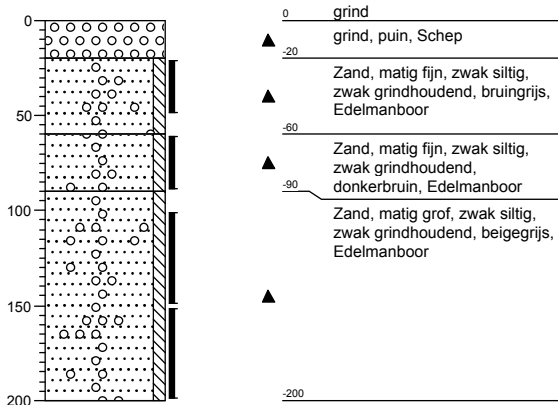 0
50
100
150
200
0
grind
grind, puin, Schep
-20
Zand, matig fijn, zwak siltig,
zwak grindhoudend, bruingrijs,
Edelmanboor
-60
Zand, matig fijn, zwak siltig,
zwak grindhoudend,
donkerbruin, Edelmanboor
-90
Zand, matig grof, zwak siltig,
zwak grindhoudend, beigegrijs,
Edelmanboor
-200